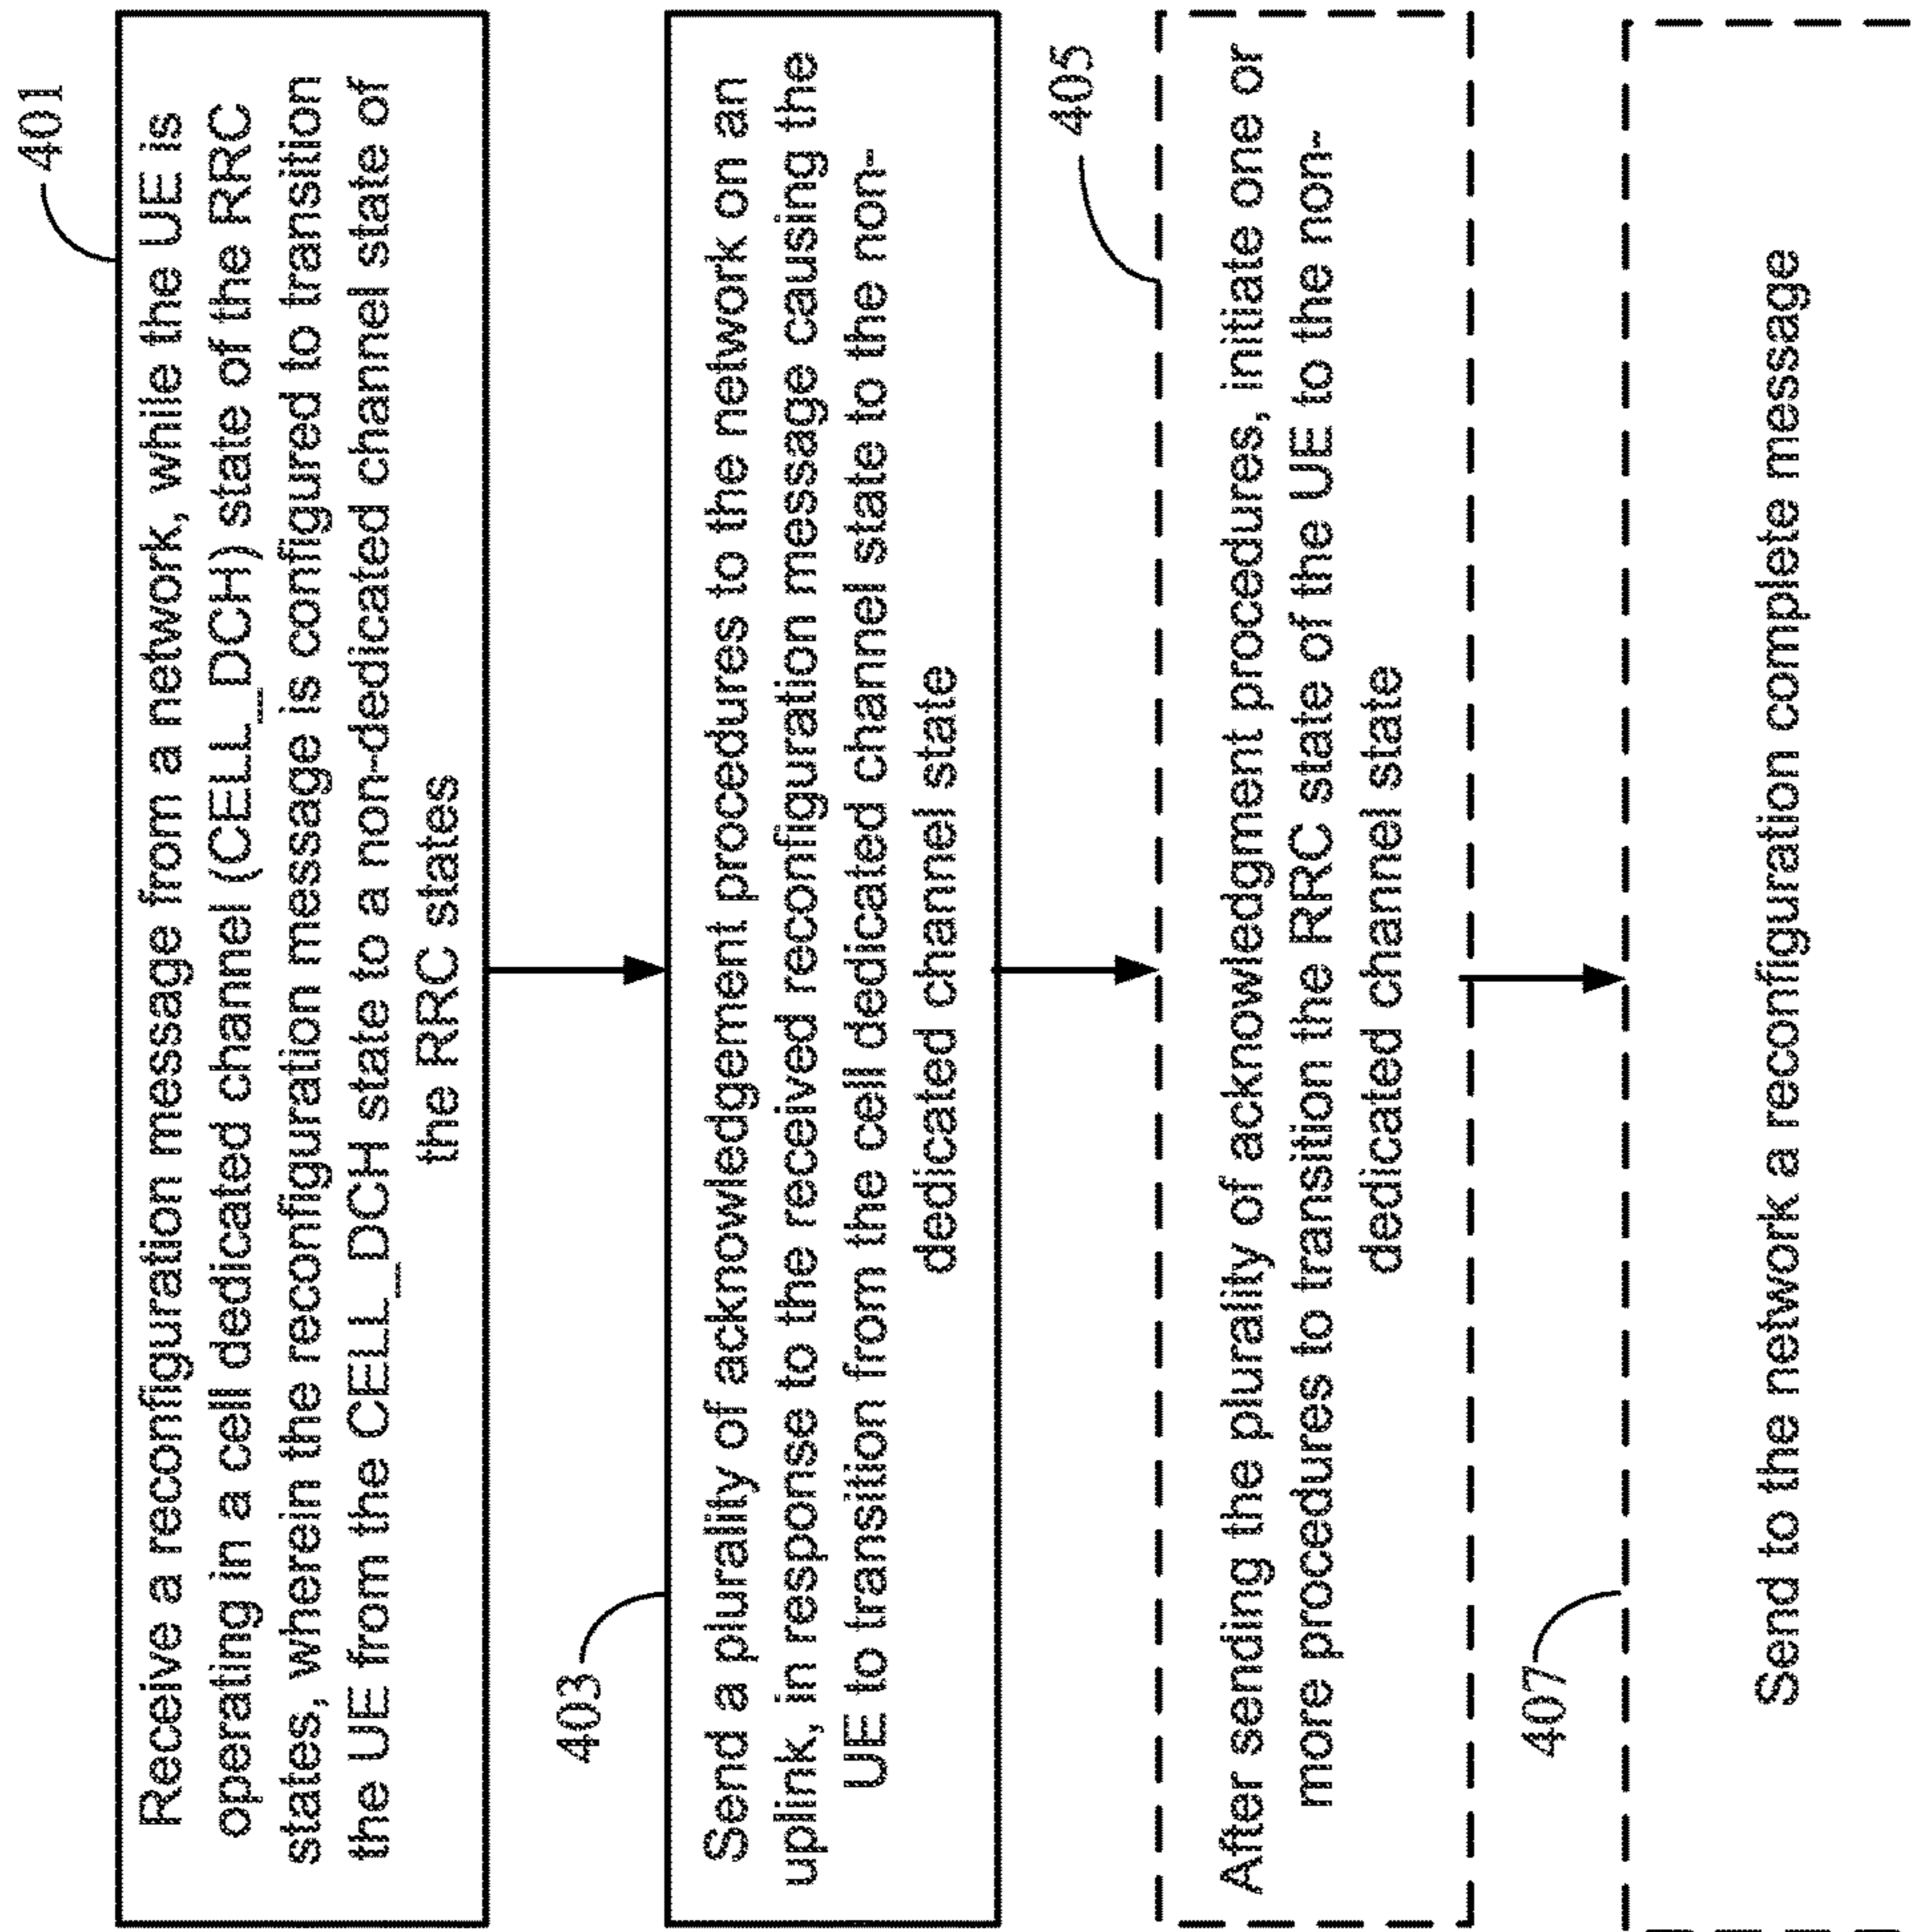 401
Receive a reconfiguration message from a network, while the UE is
operating in a cell dedicated channel (CELL_DCH) state of the RRC
states, wherein the reconfiguration message is configured to transition
the UE from the CELL_DCH state to a non-dedicated channel state of
the RRC states
403
Send a plurality of acknowledgement procedures to the network on an
uplink, in response to the received reconfiguration message causing the
UE to transition from the cell dedicated channel state to the non-
dedicated channel state
405
After sending the plurality of acknowledgment procedures, initiate one or
more procedures to transition the RRC state of the UE to the non-
dedicated channel state
407
Send to the network a reconfiguration complete message